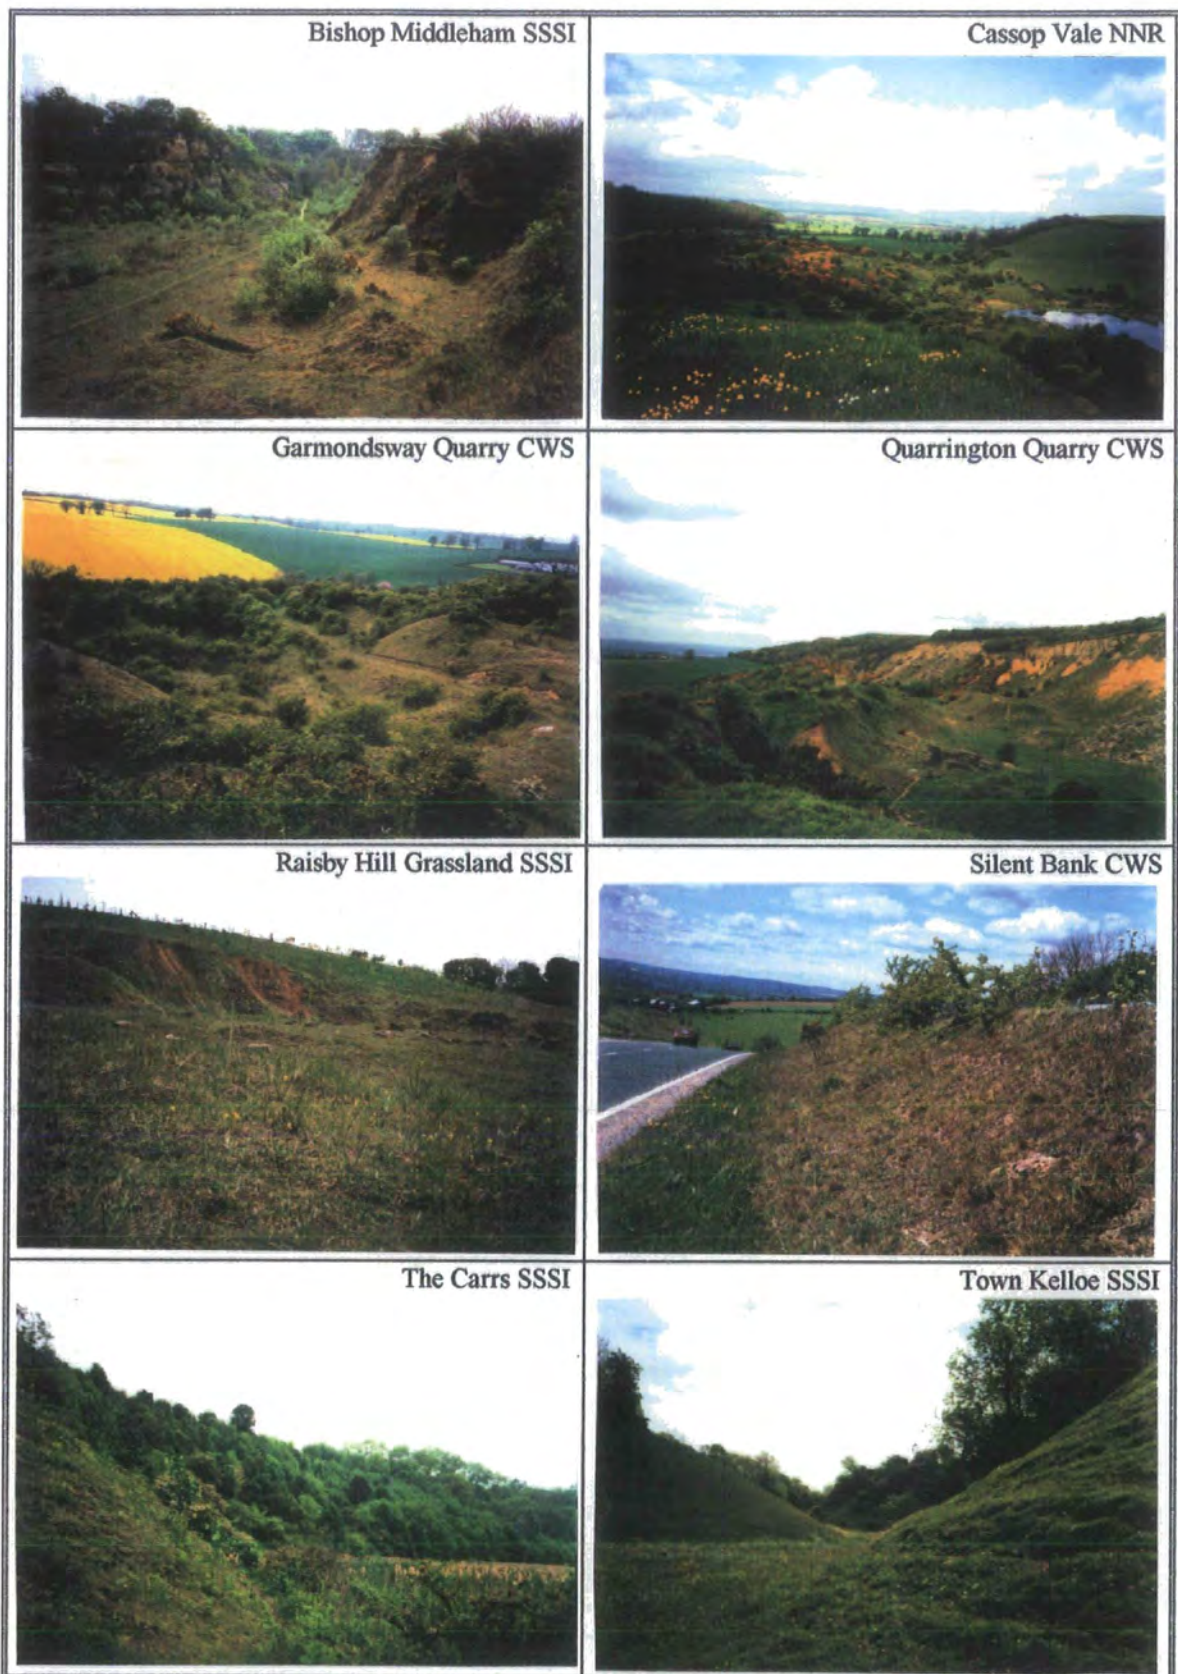 Bishop Middleham SSSI
Cassop Vale NNR
Garmondsway Quarry CWS
Quarrington Quarry CWS
Raisby Hill Grassland SSSI
Silent Bank CWS
The Carrs SSSI
Town Kelloe SSSI